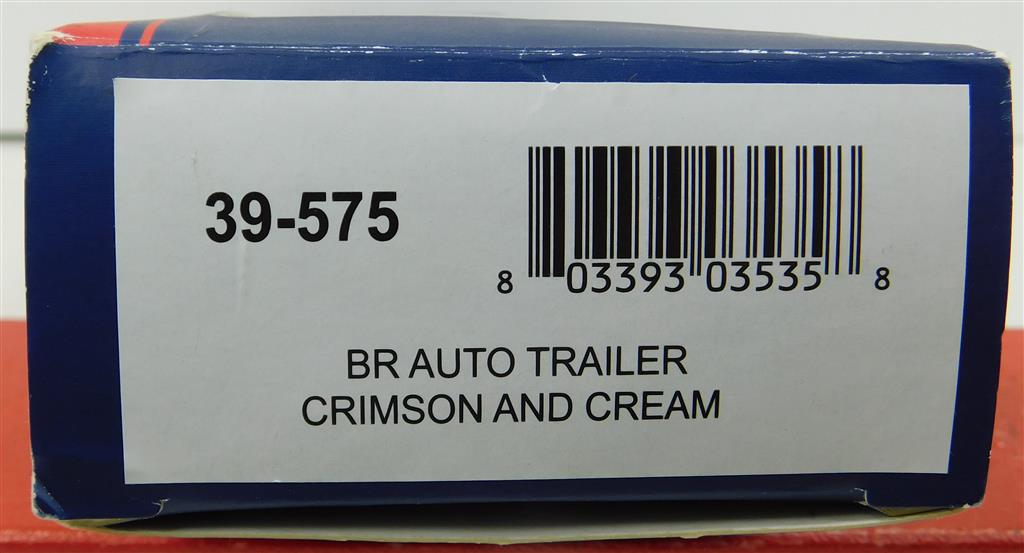 39-575
8 03393 03535 8
BR AUTO TRAILER
CRIMSON AND CREAM